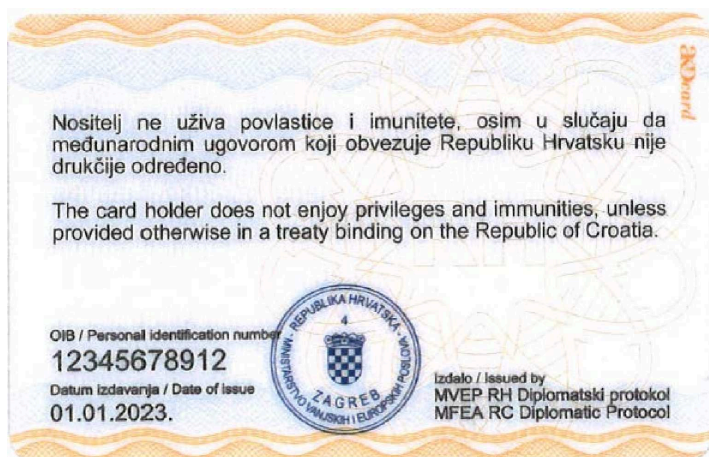 AKDcard
Nositelj ne uživa povlastice i imunitete, osim u slučaju da
međunarodnim ugovorom koji obvezuje Republiku Hrvatsku nije
drukčije određeno.
The card holder does not enjoy privileges and immunities, unless
provided otherwise in a treaty binding on the Republic of Croatia.
OIB / Personal identification number
12345678912
Datum izdavanja / Date of issue
01.01.2023.
REPUBLIKA HRVATSKA
4
MINISTARSTVO VANJSKIH I EUROPSKIH POSLOVA
ZAGREB
Izdalo / Issued by
MVEP RH Diplomatski protokol
MFEA RC Diplomatic Protocol